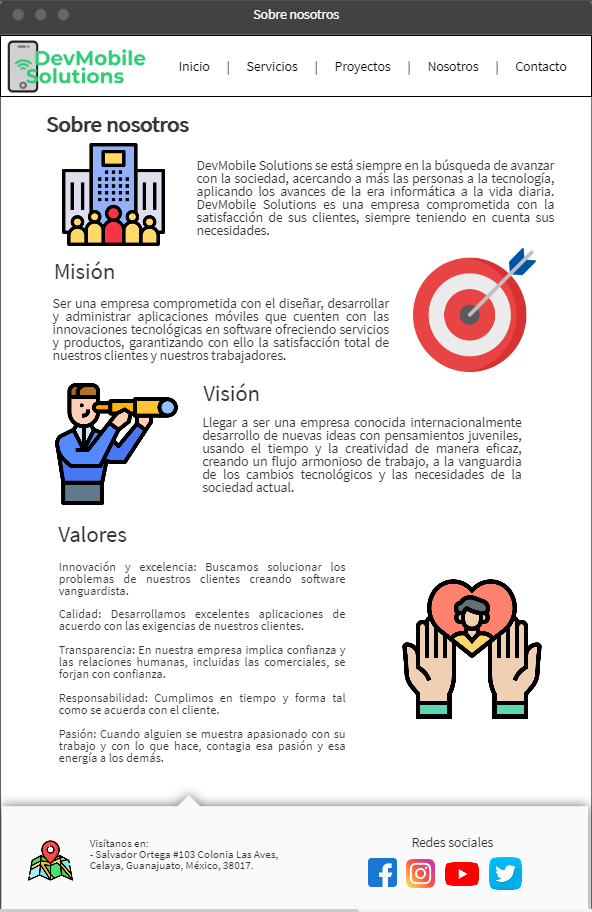 Sobre nosotros
DevMobile
Solutions
Inicio | Servicios | Proyectos | Nosotros | Contacto
Sobre nosotros
DevMobile Solutions se está siempre en la búsqueda de avanzar
con la sociedad, acercando a más las personas a la tecnología,
aplicando los avances de la era informática a la vida diaria.
DevMobile Solutions es una empresa comprometida con la
satisfacción de sus clientes, siempre teniendo en cuenta sus
necesidades.
Misión
Ser una empresa comprometida con el diseñar, desarrollar
y administrar aplicaciones móviles que cuenten con las
innovaciones tecnológicas en software ofreciendo servicios
y productos, garantizando con ello la satisfacción total de
nuestros clientes y nuestros trabajadores.
Visión
Llegar a ser una empresa conocida internacionalmente
desarrollo de nuevas ideas con pensamientos juveniles,
usando el tiempo y la creatividad de manera eficaz,
creando un flujo armonioso de trabajo, a la vanguardia
de los cambios tecnológicos y las necesidades de la
sociedad actual.
Valores
Innovación y excelencia: Buscamos solucionar los
problemas de nuestros clientes creando software
vanguardista.
Calidad: Desarrollamos excelentes aplicaciones de
acuerdo con las exigencias de nuestros clientes.
Transparencia: En nuestra empresa implica confianza y
las relaciones humanas, incluidas las comerciales, se
forjan con confianza.
Responsabilidad: Cumplimos en tiempo y forma tal
como se acuerda con el cliente.
Pasión: Cuando alguien se muestra apasionado con su
trabajo y con lo que hace, contagia esa pasión y esa
energía a los demás.
Visítanos en:
- Salvador Ortega #103 Colonia Las Aves,
Celaya, Guanajuato, México, 38017.
Redes sociales